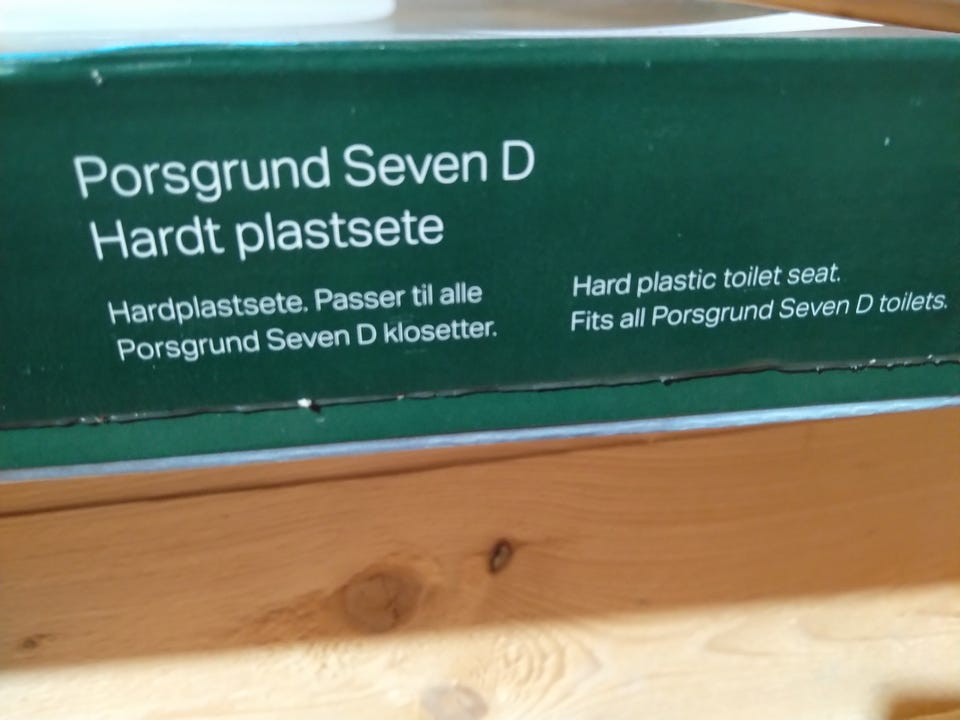 Porsgrund Seven D
Hardt plastsete
Hardplastsete. Passer til alle
Porsgrund Seven D klosetter.
Hard plastic toilet seat.
Fits all Porsgrund Seven D toilets.